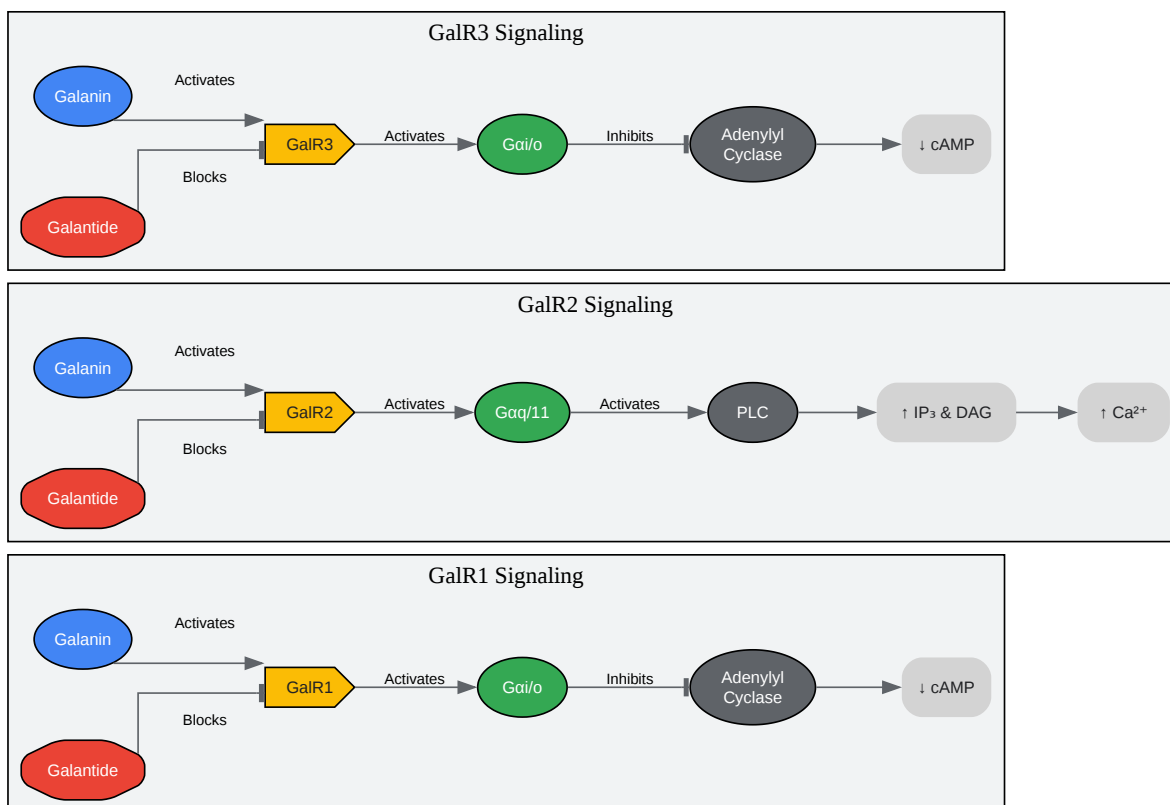 GalR3 Signaling
Galanin
Activates
Galantide
Blocks
GalR3
Activates
Gαi/o
Inhibits
Adenylyl
Cyclase
↓ cAMP
GalR2 Signaling
Galanin
Activates
Galantide
Blocks
GalR2
Activates
Gαq/11
Activates
PLC
↑ IP₃ & DAG
↑ Ca²⁺
GalR1 Signaling
Galanin
Activates
Galantide
Blocks
GalR1
Activates
Gαi/o
Inhibits
Adenylyl
Cyclase
↓ cAMP